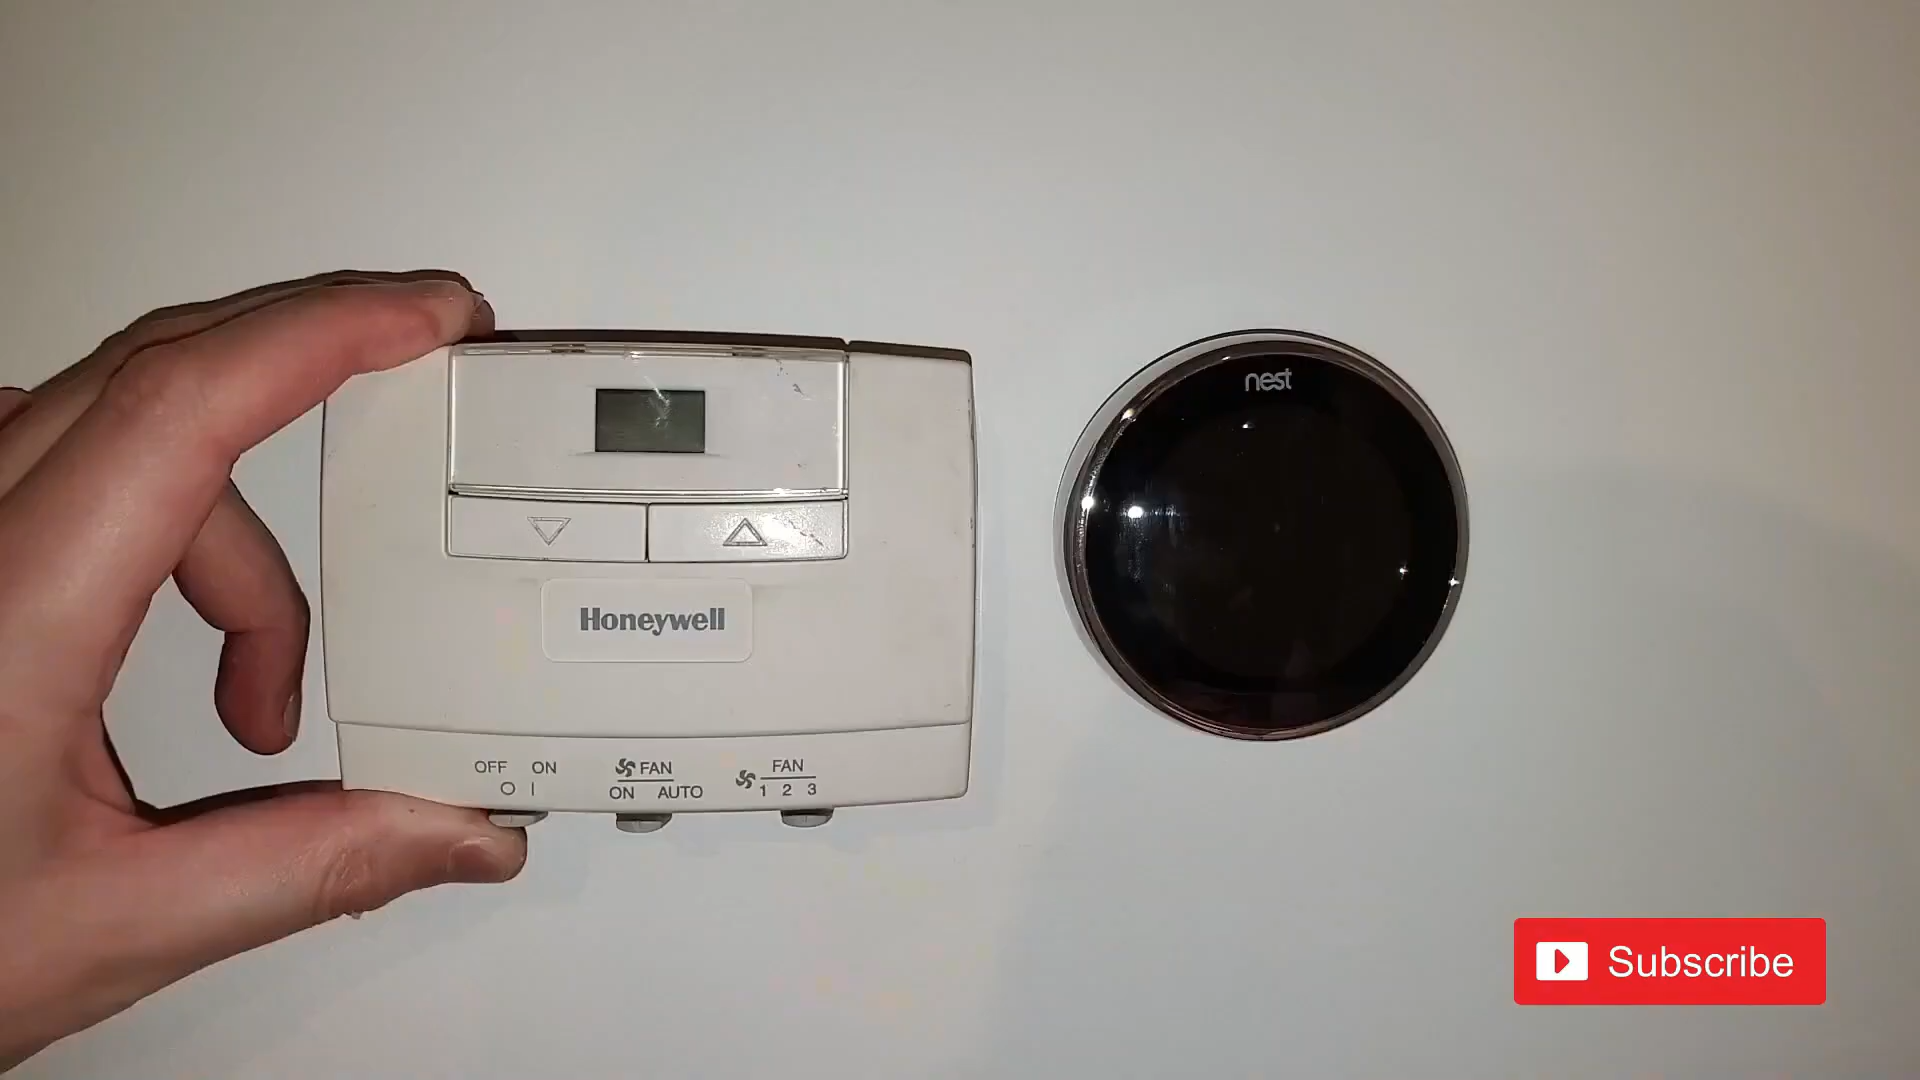 nest
Honeywell
OFF ON
O I
FAN
ON AUTO
FAN
1 2 3
Subscribe